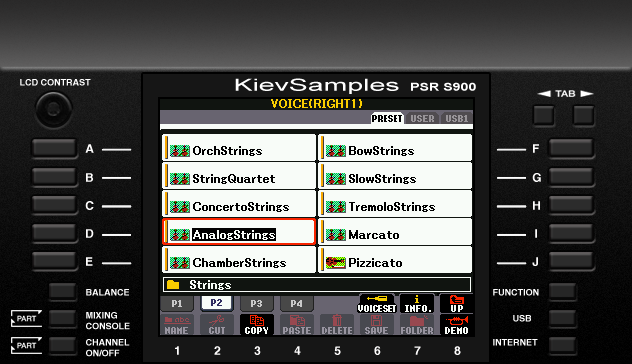 LCD CONTRAST
KievSamples PSR S900
TAB
VOICE(RIGHT1)
PRESET USER USB1
A OrchStrings BowStrings F
B StringQuartet SlowStrings G
C ConcertoStrings TremoloStrings H
D AnalogStrings Marcato I
E ChamberStrings Pizzicato J
Strings
BALANCE P1 P2 P3 P4 VOICESET INFO. UP FUNCTION
PART MIXING CONSOLE NAME CUT COPY PASTE DELETE SAVE FOLDER DEMO USB
PART CHANNEL ON/OFF 1 2 3 4 5 6 7 8 INTERNET